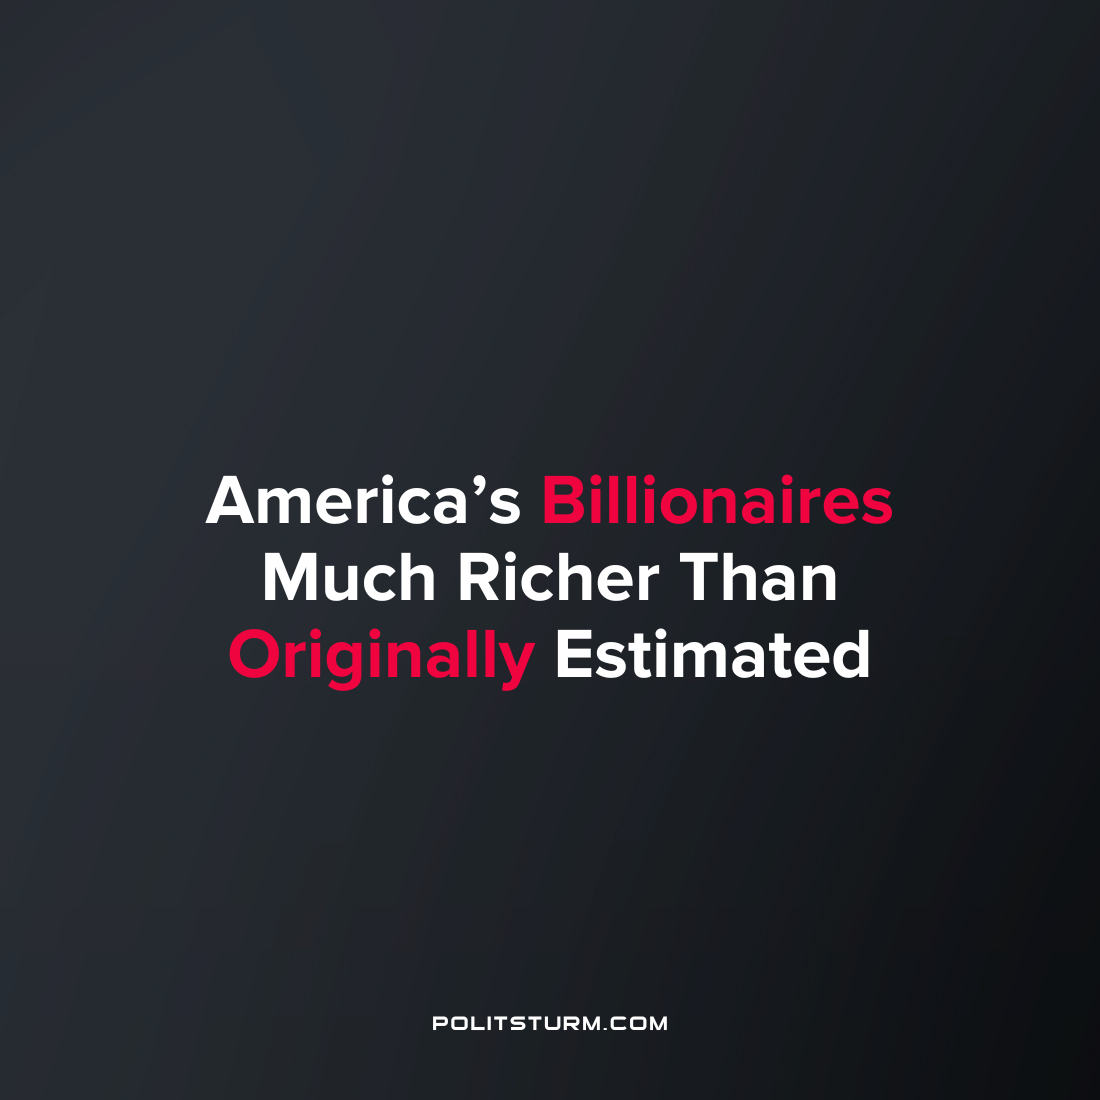 America’s Billionaires
Much Richer Than
Originally Estimated
POLITSTURM.COM